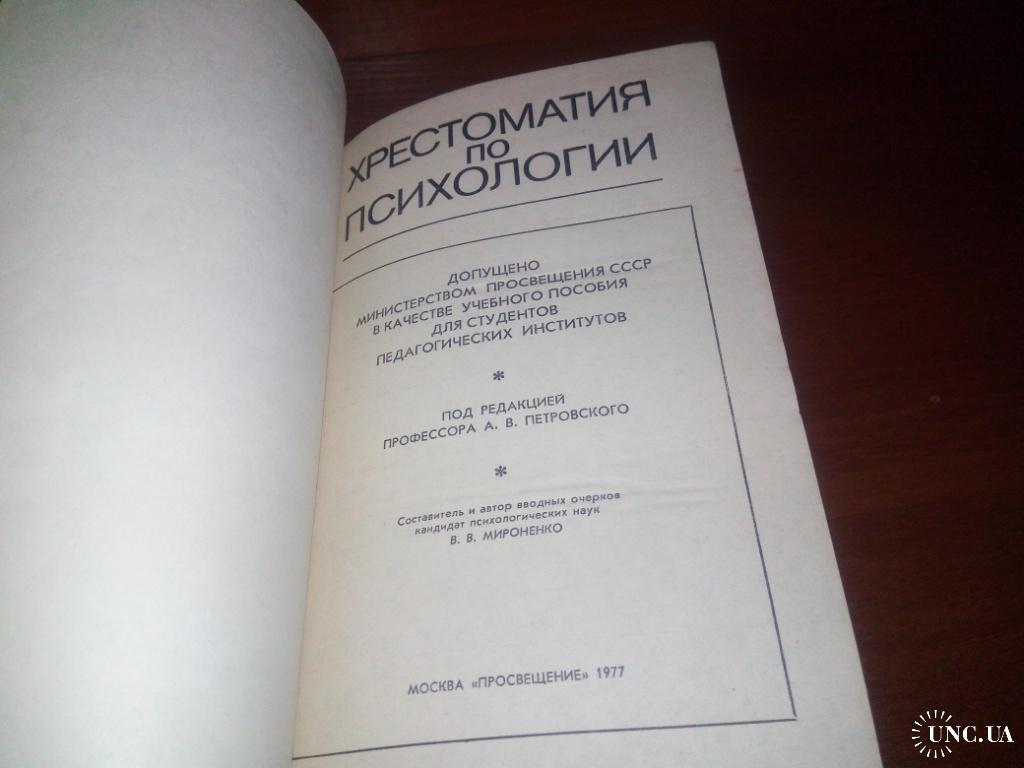 ХРЕСТОМАТИЯ
ПО
ПСИХОЛОГИИ
ДОПУЩЕНО
МИНИСТЕРСТВОМ ПРОСВЕЩЕНИЯ СССР
В КАЧЕСТВЕ УЧЕБНОГО ПОСОБИЯ
ДЛЯ СТУДЕНТОВ
ПЕДАГОГИЧЕСКИХ ИНСТИТУТОВ
*
ПОД РЕДАКЦИЕЙ
ПРОФЕССОРА А. В. ПЕТРОВСКОГО
*
Составитель и автор вводных очерков
кандидат психологических наук
В. В. МИРОНЕНКО
МОСКВА «ПРОСВЕЩЕНИЕ» 1977
UNC.UA